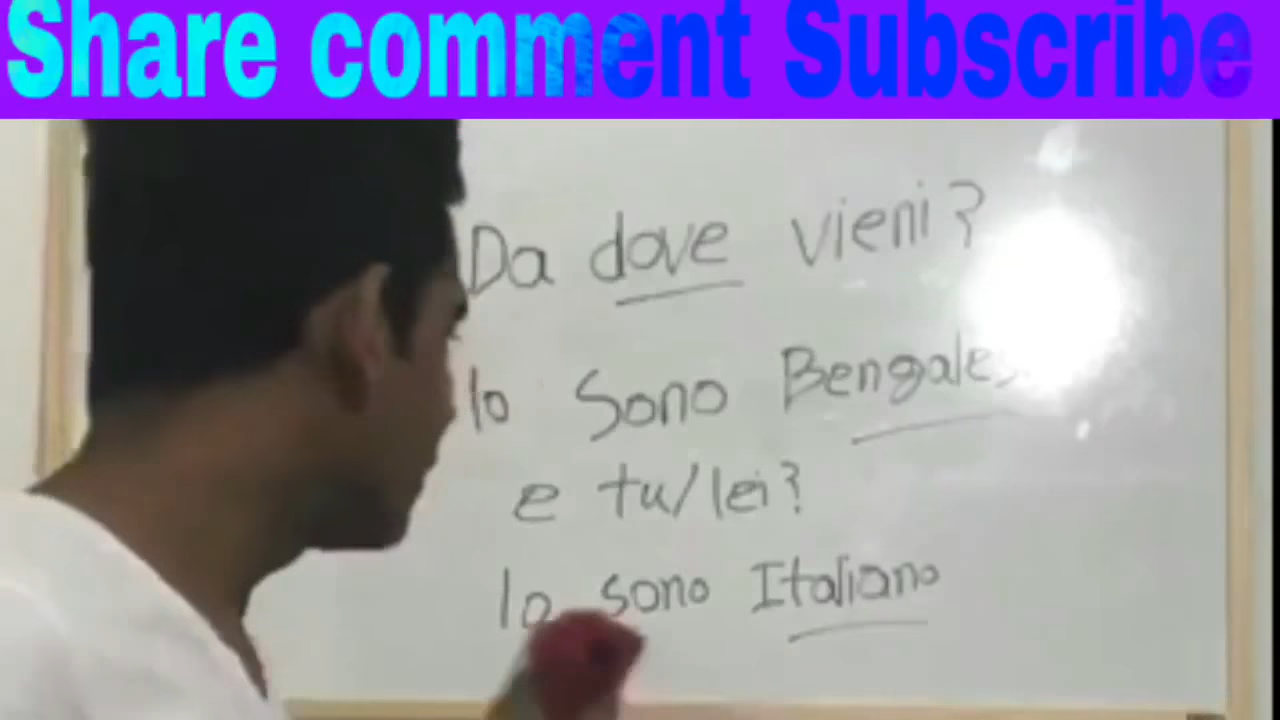 Share comment Subscribe
Da dove vieni?
Io Sono
e tu/lei?
Io sono Italiano